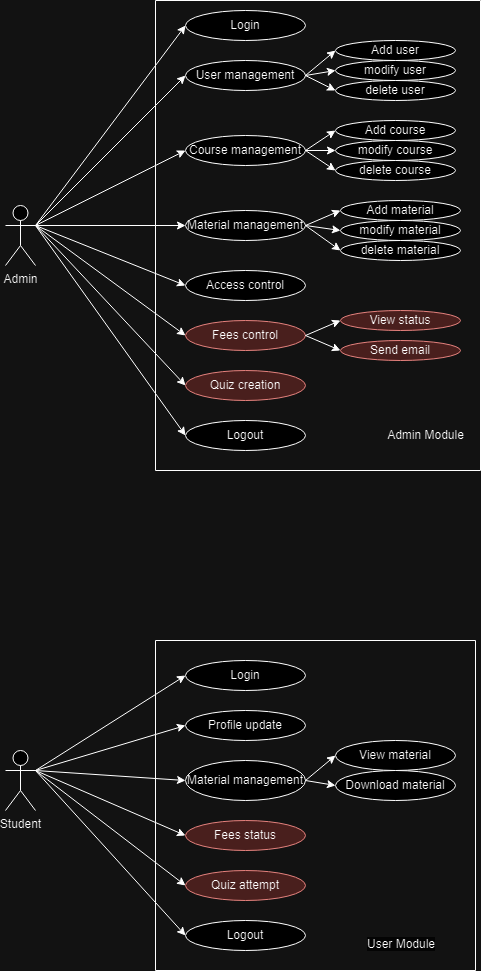 Login
User management
Add user
modify user
delete user
Course management
Add course
modify course
delete course
Material management
Add material
modify material
delete material
Admin
Access control
Fees control
View status
Send email
Quiz creation
Logout
Admin Module
Login
Profile update
Material management
View material
Download material
Student
Fees status
Quiz attempt
Logout
User Module